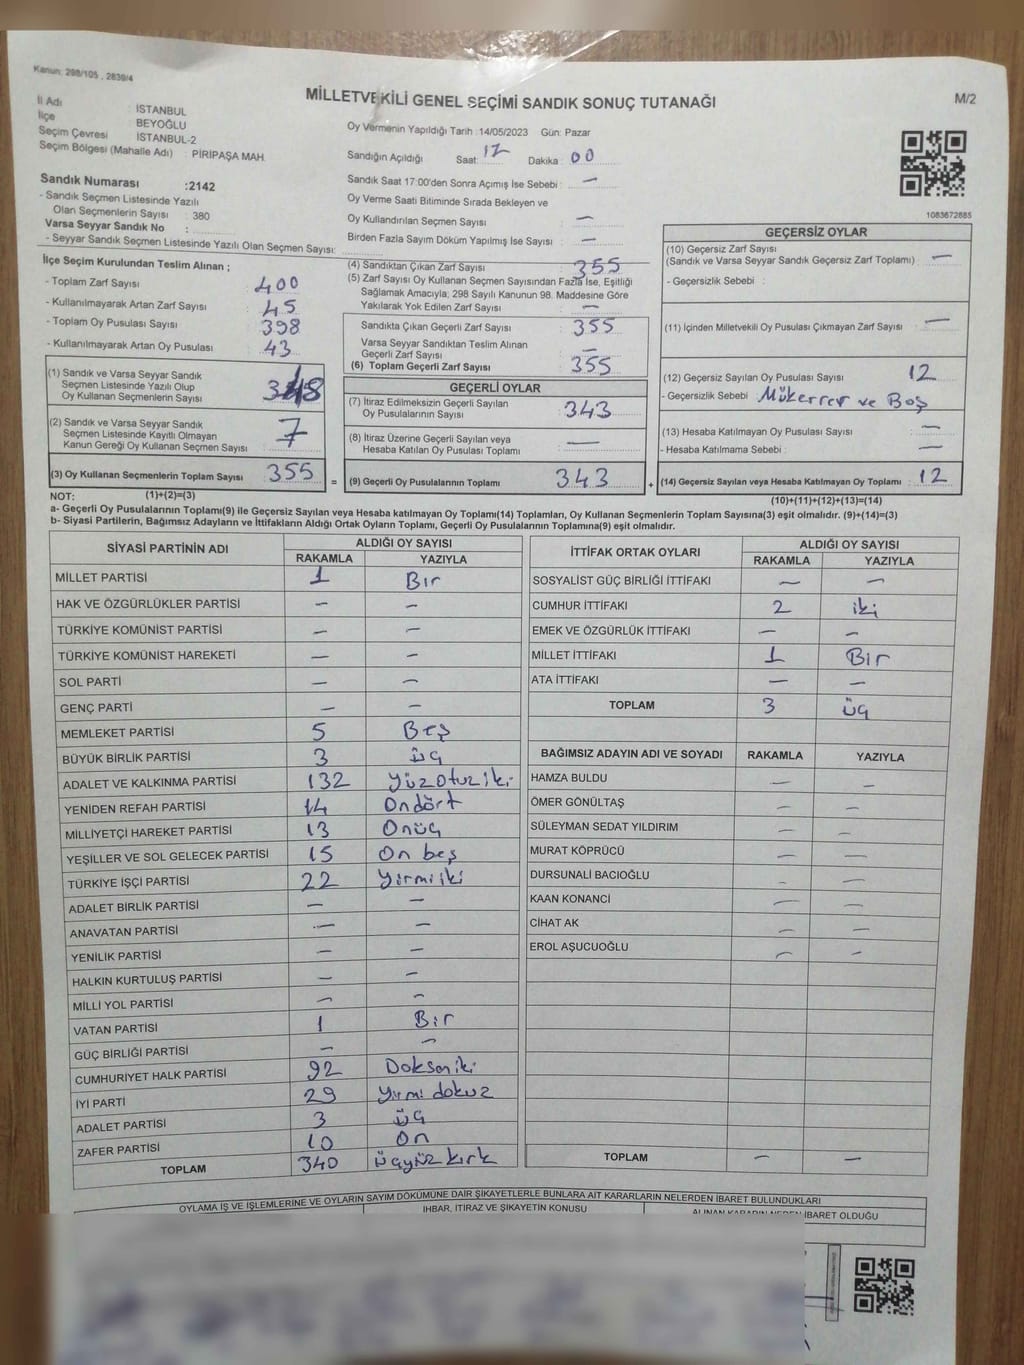 Kanun: 298/105 , 2839/4
MİLLETVEKİLİ GENEL SEÇİMİ SANDIK SONUÇ TUTANAĞI
M/2
İl Adı : İSTANBUL
İlçe : BEYOĞLU
Seçim Çevresi : İSTANBUL-2
Seçim Bölgesi (Mahalle Adı) : PİRİPAŞA MAH.
Sandık Numarası :2142
- Sandık Seçmen Listesinde Yazılı
Olan Seçmenlerin Sayısı : 380
Varsa Seyyar Sandık No :
- Seyyar Sandık Seçmen Listesinde Yazılı Olan Seçmen Sayısı:
Oy Vermenin Yapıldığı Tarih :14/05/2023 Gün: Pazar
Sandığın Açıldığı Saat: 17 Dakika : 00
Sandık Saat 17:00'den Sonra Açımış İse Sebebi : —
Oy Verme Saati Bitiminde Sırada Bekleyen ve
Oy Kullandırılan Seçmen Sayısı : —
Birden Fazla Sayım Döküm Yapılmış İse Sayısı : —
1083672885
İlçe Seçim Kurulundan Teslim Alınan ;
- Toplam Zarf Sayısı : 400
- Kullanılmayarak Artan Zarf Sayısı : 45
- Toplam Oy Pusulası Sayısı : 398
- Kullanılmayarak Artan Oy Pusulası : 43
(1) Sandık ve Varsa Seyyar Sandık
Seçmen Listesinde Yazılı Olup
Oy Kullanan Seçmenlerin Sayısı : 348
(2) Sandık ve Varsa Seyyar Sandık
Seçmen Listesinde Kayıtlı Olmayan
Kanun Gereği Oy Kullanan Seçmen Sayısı : 7
(3) Oy Kullanan Seçmenlerin Toplam Sayısı : 355
(4) Sandıktan Çıkan Zarf Sayısı : 355
(5) Zarf Sayısı Oy Kullanan Seçmen Sayısından Fazla İse, Eşitliği
Sağlamak Amacıyla; 298 Sayılı Kanunun 98. Maddesine Göre
Yakılarak Yok Edilen Zarf Sayısı : —
Sandıkta Çıkan Geçerli Zarf Sayısı : 355
Varsa Seyyar Sandıktan Teslim Alınan
Geçerli Zarf Sayısı : —
(6) Toplam Geçerli Zarf Sayısı : 355
GEÇERLİ OYLAR
(7) İtiraz Edilmeksizin Geçerli Sayılan
Oy Pusulalarının Sayısı : 343
(8) İtiraz Üzerine Geçerli Sayılan veya
Hesaba Katılan Oy Pusulası Toplamı : —
= (9) Geçerli Oy Pusulalarının Toplamı : 343
GEÇERSİZ OYLAR
(10) Geçersiz Zarf Sayısı
(Sandık ve Varsa Seyyar Sandık Geçersiz Zarf Toplamı) : —
- Geçersizlik Sebebi :
(11) İçinden Milletvekili Oy Pusulası Çıkmayan Zarf Sayısı : —
(12) Geçersiz Sayılan Oy Pusulası Sayısı : 12
- Geçersizlik Sebebi : Mükerrer ve Boş
(13) Hesaba Katılmayan Oy Pusulası Sayısı : —
- Hesaba Katılmama Sebebi : —
+ (14) Geçersiz Sayılan veya Hesaba Katılmayan Oy Toplamı : 12
NOT: (1)+(2)=(3)
(10)+(11)+(12)+(13)=(14)
a- Geçerli Oy Pusulalarının Toplamı(9) ile Geçersiz Sayılan veya Hesaba katılmayan Oy Toplamı(14) Toplamları, Oy Kullanan Seçmenlerin Toplam Sayısına(3) eşit olmalıdır. (9)+(14)=(3)
b- Siyasi Partilerin, Bağımsız Adayların ve İttifakların Aldığı Ortak Oyların Toplamı, Geçerli Oy Pusulalarının Toplamına(9) eşit olmalıdır.
SİYASİ PARTİNİN ADI ALDIĞI OY SAYISI
RAKAMLA YAZIYLA
MİLLET PARTİSİ 1 Bir
HAK VE ÖZGÜRLÜKLER PARTİSİ — —
TÜRKİYE KOMÜNİST PARTİSİ — —
TÜRKİYE KOMÜNİST HAREKETİ — —
SOL PARTİ — —
GENÇ PARTİ — —
MEMLEKET PARTİSİ 5 Beş
BÜYÜK BİRLİK PARTİSİ 3 üç
ADALET VE KALKINMA PARTİSİ 132 Yüzotuziki
YENİDEN REFAH PARTİSİ 14 Ondört
MİLLİYETÇİ HAREKET PARTİSİ 13 Onüç
YEŞİLLER VE SOL GELECEK PARTİSİ 15 On beş
TÜRKİYE İŞÇİ PARTİSİ 22 Yirmiiki
ADALET BİRLİK PARTİSİ — —
ANAVATAN PARTİSİ — —
YENİLİK PARTİSİ — —
HALKIN KURTULUŞ PARTİSİ — —
MİLLİ YOL PARTİSİ — —
VATAN PARTİSİ 1 Bir
GÜÇ BİRLİĞİ PARTİSİ — —
CUMHURİYET HALK PARTİSİ 92 Doksaniki
İYİ PARTİ 29 Yirmi dokuz
ADALET PARTİSİ 3 üç
ZAFER PARTİSİ 10 On
TOPLAM 340 üçyüz kırk
İTTİFAK ORTAK OYLARI ALDIĞI OY SAYISI
RAKAMLA YAZIYLA
SOSYALİST GÜÇ BİRLİĞİ İTTİFAKI — —
CUMHUR İTTİFAKI 2 iki
EMEK VE ÖZGÜRLÜK İTTİFAKI — —
MİLLET İTTİFAKI 1 Bir
ATA İTTİFAKI — —
TOPLAM 3 üç
BAĞIMSIZ ADAYIN ADI VE SOYADI RAKAMLA YAZIYLA
HAMZA BULDU — —
ÖMER GÖNÜLTAŞ — —
SÜLEYMAN SEDAT YILDIRIM — —
MURAT KÖPRÜCÜ — —
DURSUNALİ BACIOĞLU — —
KAAN KONANCİ — —
CİHAT AK — —
EROL AŞUCUOĞLU — —
TOPLAM — —
OYLAMA İŞ VE İŞLEMLERİNE VE OYLARIN SAYIM DÖKÜMÜNE DAİR ŞİKAYETLERLE BUNLARA AİT KARARLARIN NELERDEN İBARET BULUNDUKLARI
İHBAR, İTİRAZ VE ŞİKAYETİN KONUSU
ALINAN KARARIN NEDEN İBARET OLDUĞU